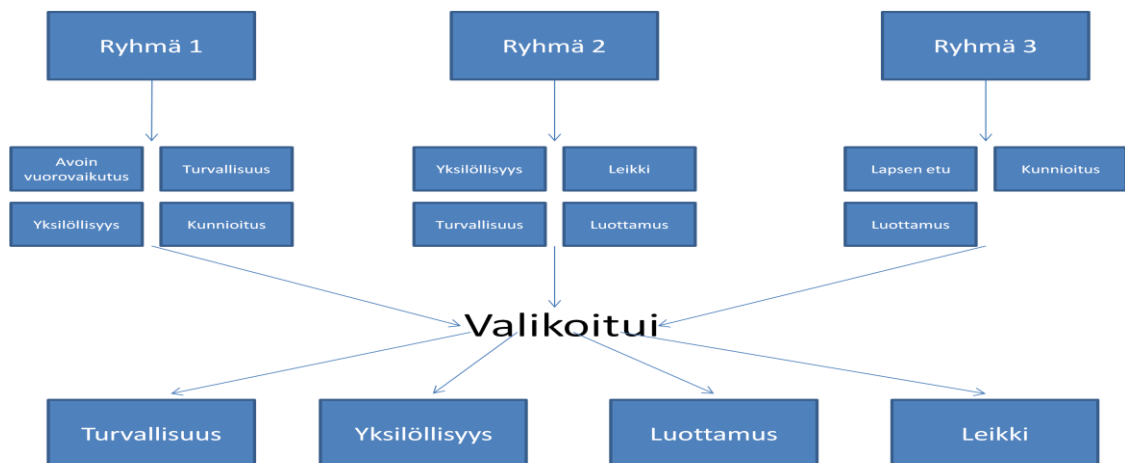 Ryhmä 1
Ryhmä 2
Ryhmä 3
Avoin
vuorovaikutus
Turvallisuus
Yksilöllisyys
Kunnioitus
Yksilöllisyys
Leikki
Turvallisuus
Luottamus
Lapsen etu
Kunnioitus
Luottamus
Valikoitui
Turvallisuus
Yksilöllisyys
Luottamus
Leikki